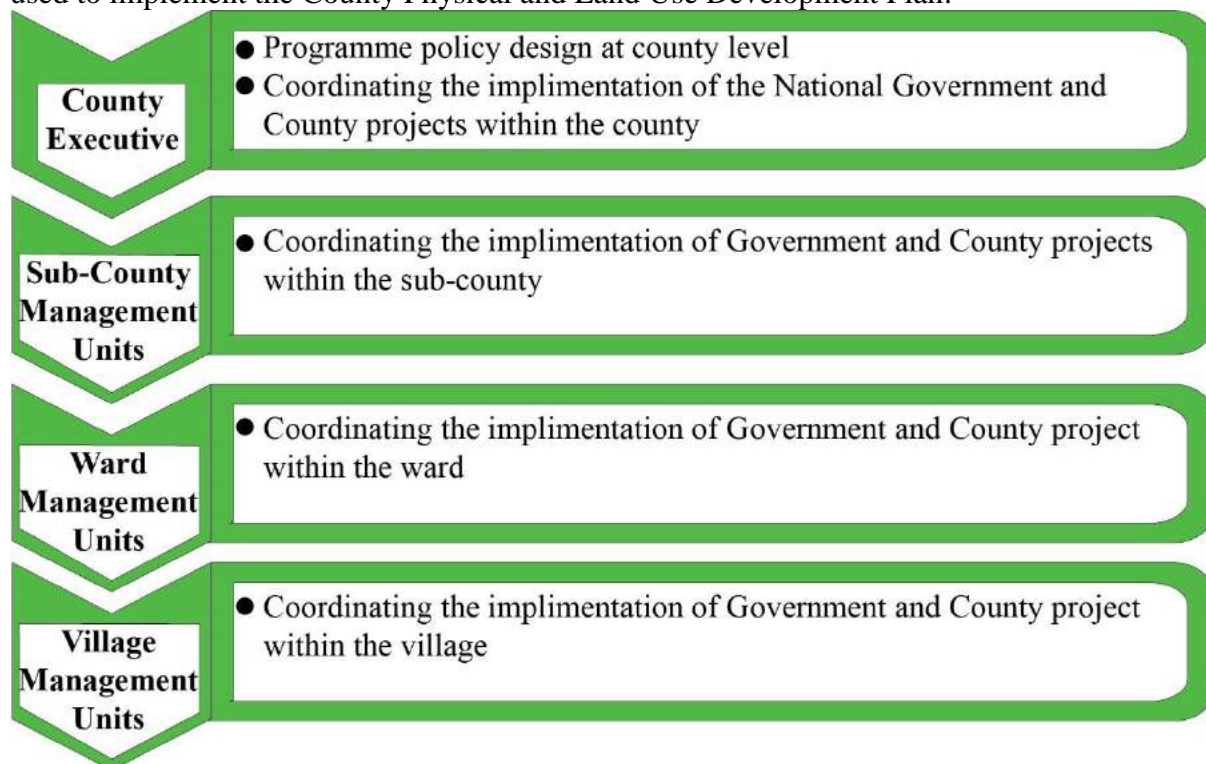 used to implement the County Physical and Land Use Development Plan.
County
Executive
● Programme policy design at county level
● Coordinating the implimentation of the National Government and
County projects within the county
Sub-County
Management
Units
● Coordinating the implimentation of Government and County projects
within the sub-county
Ward
Management
Units
● Coordinating the implimentation of Government and County project
within the ward
Village
Management
Units
● Coordinating the implimentation of Government and County project
within the village